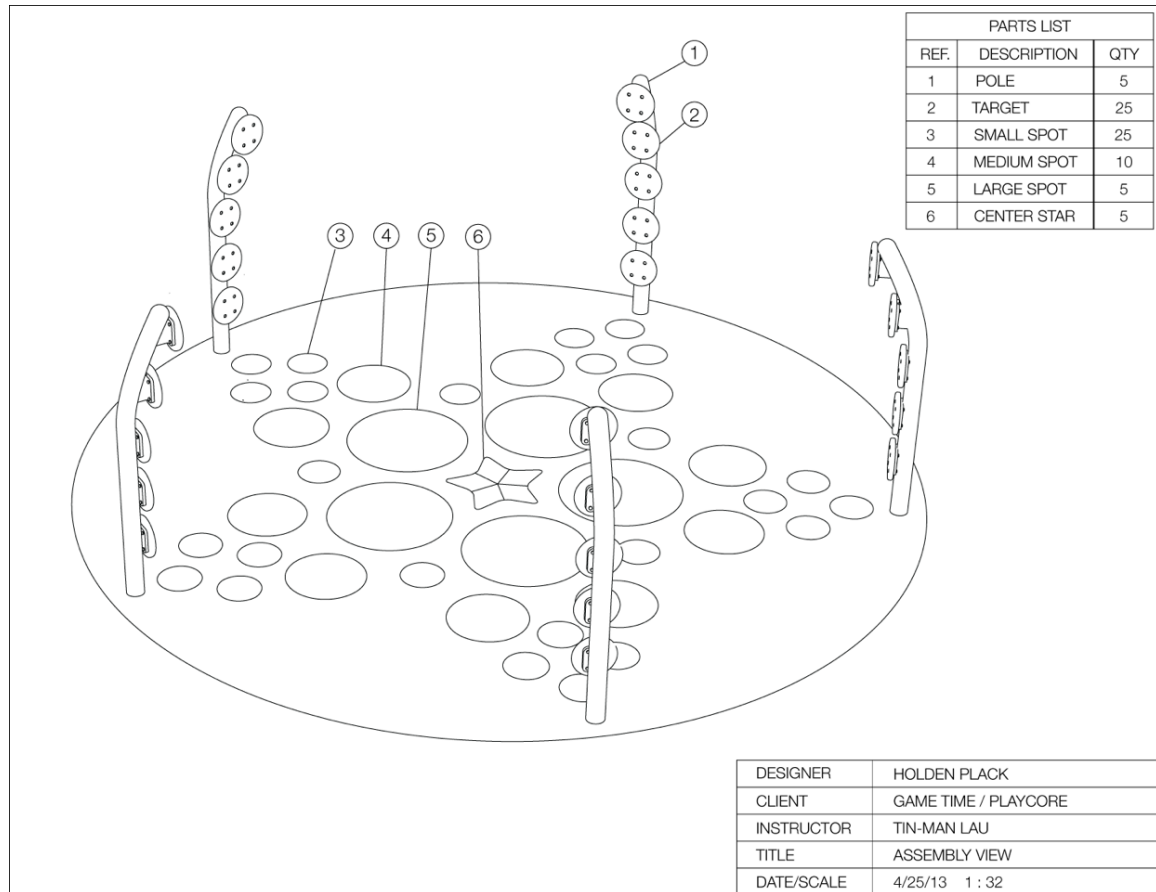 PARTS LIST
REF. DESCRIPTION QTY
1 POLE 5
2 TARGET 25
3 SMALL SPOT 25
4 MEDIUM SPOT 10
5 LARGE SPOT 5
6 CENTER STAR 5
1
2
3 4 5 6
DESIGNER HOLDEN PLACK
CLIENT GAME TIME / PLAYCORE
INSTRUCTOR TIN-MAN LAU
TITLE ASSEMBLY VIEW
DATE/SCALE 4/25/13 1 : 32